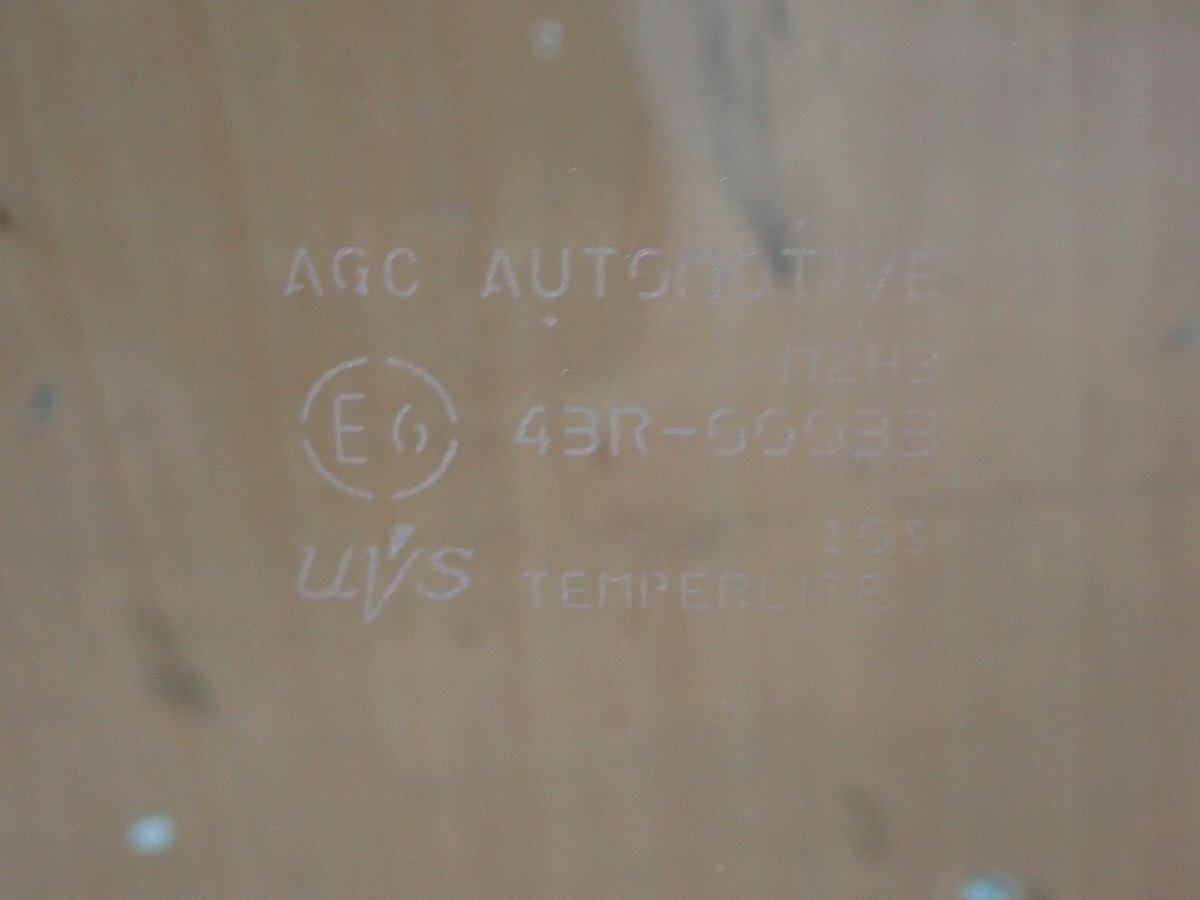 AGC AUTOMOTIVE
M2H3
E6 43R-00033
UVS TEMPERLITE